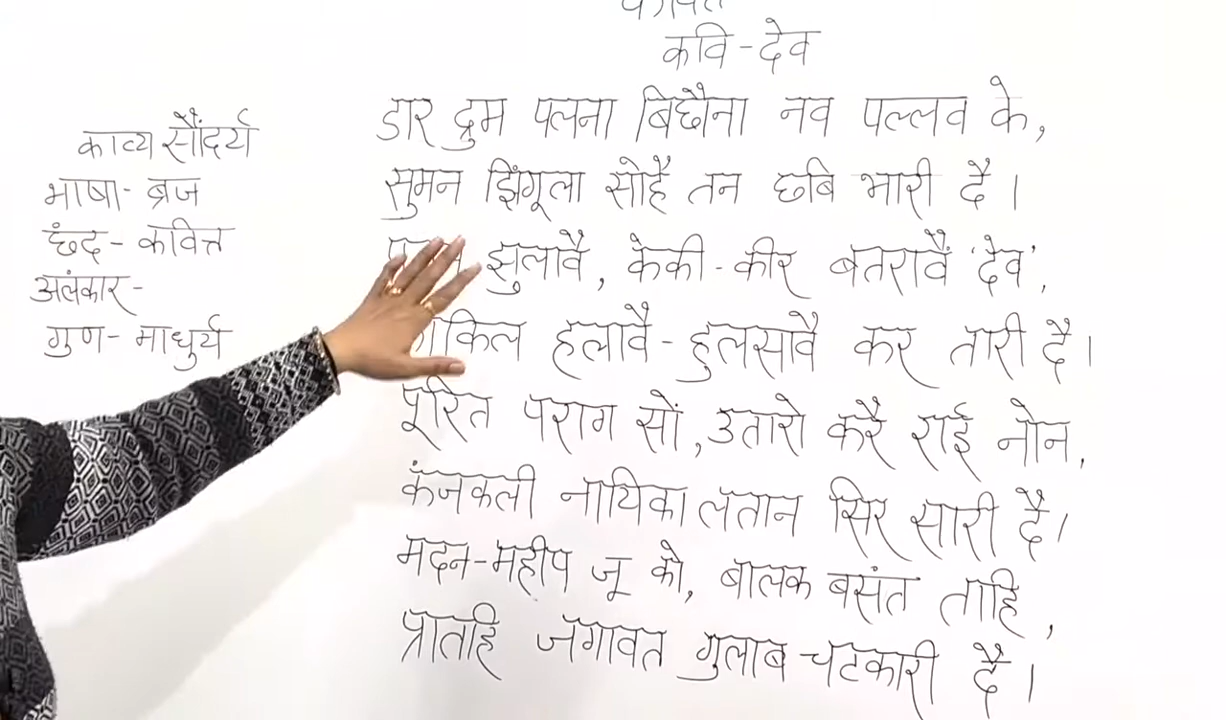 कवि - देव
डार द्रुम पलना बिछौना नव पल्लव के,
सुमन झिंगूला सोहै तन छबि भारी दै।
झुलावै, केकी - कीर बतरावैं 'देव',
हलावै - हुलसावै कर तारी दै।
पूरित पराग सों, उतारो करै राई नोन,
कंजकली नायिका लतान सिर सारी दै।
मदन-महीप जू को, बालक बसंत ताहि,
प्रातहि जगावत गुलाब चटकारी दै।
काव्य सौंदर्य
भाषा - ब्रज
छंद - कवित्त
अलंकार -
गुण - माधुर्य